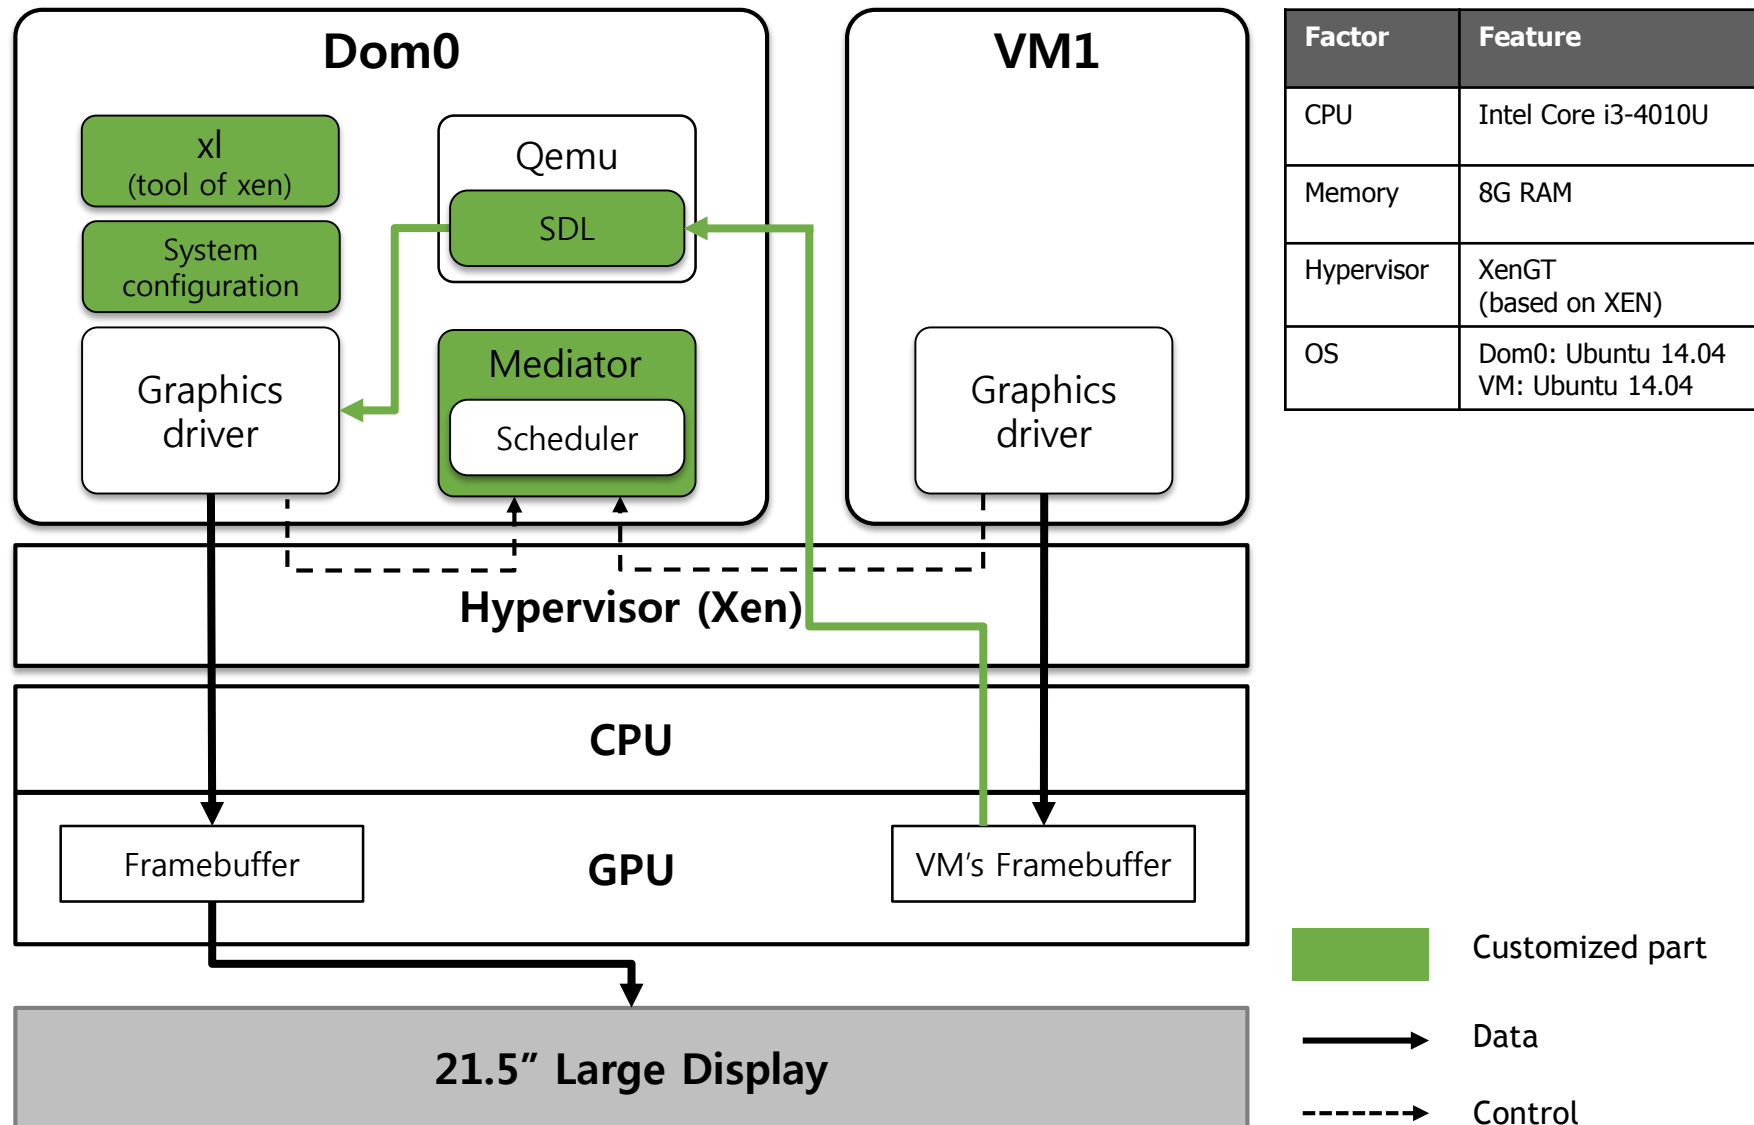 Dom0
xl
(tool of xen)
System
configuration
Graphics
driver
Qemu
SDL
Mediator
Scheduler
VM1
Graphics
driver
Hypervisor (Xen)
CPU
Framebuffer
GPU
VM's Framebuffer
21.5″ Large Display
Factor Feature
CPU Intel Core i3-4010U
Memory 8G RAM
Hypervisor XenGT
(based on XEN)
OS Dom0: Ubuntu 14.04
VM: Ubuntu 14.04
Customized part
Data
Control